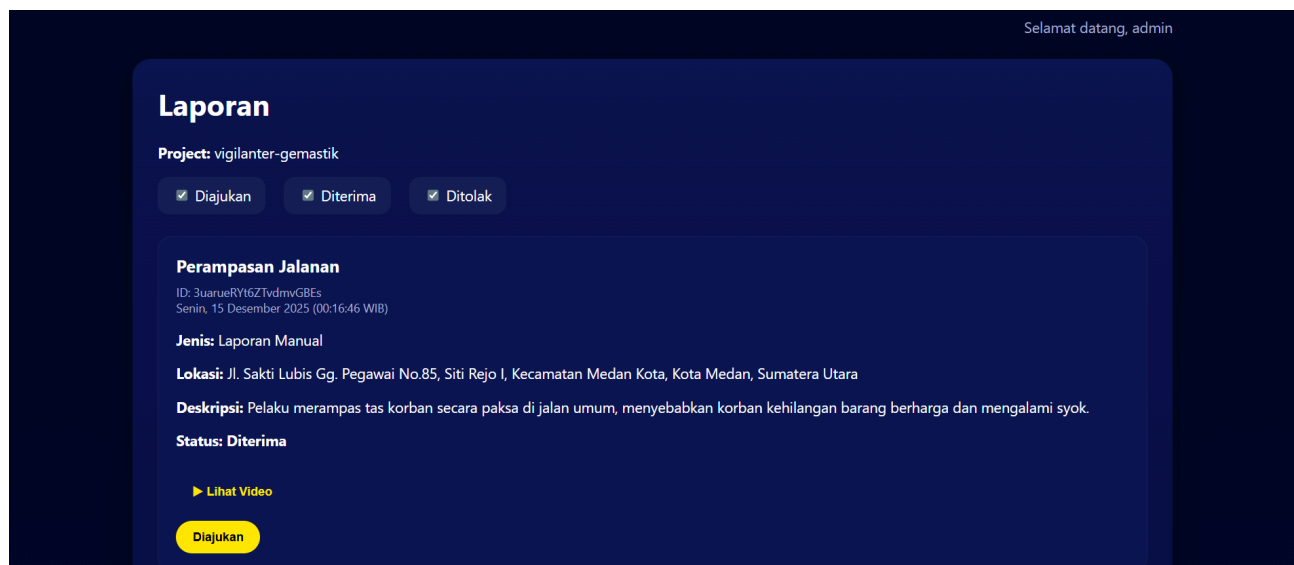 Selamat datang, admin
Laporan
Project: vigilanter-gemastik
Diajukan Diterima Ditolak
Perampasan Jalanan
ID: 3uarueRYt6ZTvdmvGBEs
Senin, 15 Desember 2025 (00:16:46 WIB)
Jenis: Laporan Manual
Lokasi: Jl. Sakti Lubis Gg. Pegawai No.85, Siti Rejo I, Kecamatan Medan Kota, Kota Medan, Sumatera Utara
Deskripsi: Pelaku merampas tas korban secara paksa di jalan umum, menyebabkan korban kehilangan barang berharga dan mengalami syok.
Status: Diterima
▶ Lihat Video
Diajukan